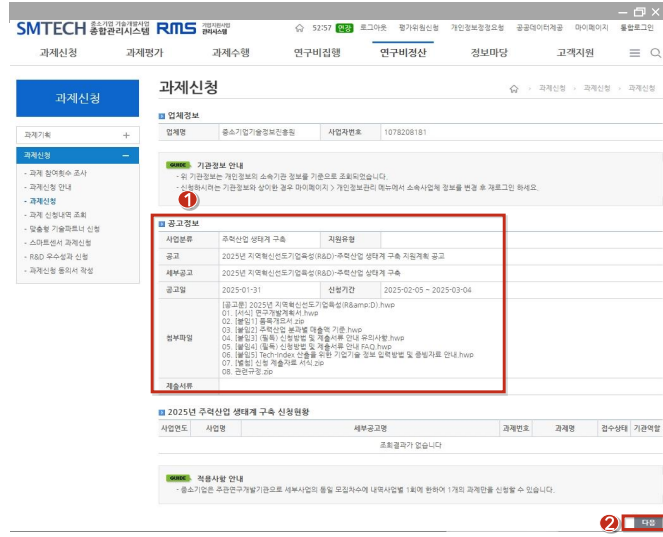 SMTECH 중소기업 기술개발사업 종합관리시스템 RMS 개방지원사업 관리시스템
52:57 연장 로그아웃 평가위원신청 개인정보정정요청 공공데이터제공 마이페이지 통합로그인
과제신청 과제평가 과제수행 연구비집행 연구비정산 정보마당 고객지원
과제신청
과제기획 +
과제신청 −
- 과제 참여횟수 조사
- 과제신청 안내
- 과제신청
- 과제 신청내역 조회
- 맞춤형 기술파트너 신청
- 스마트센서 과제신청
- R&D 우수성과 신청
- 과제신청 동의서 작성
과제신청
과제신청 > 과제신청 > 과제신청
업체정보
업체명 중소기업기술정보진흥원 사업자번호 1078208181
GUIDE 기관정보 안내
- 위 기관정보는 개인정보의 소속기관 정보를 기준으로 조회되었습니다.
- 신청하시려는 기관정보와 상이한 경우 마이페이지 > 개인정보관리 메뉴에서 소속사업체 정보를 변경 후 재로그인 하세요.
1
공고정보
사업분류 주력산업 생태계 구축 지원유형
공고 2025년 지역혁신선도기업육성(R&D)-주력산업 생태계 구축 지원계획 공고
세부공고 2025년 지역혁신선도기업육성(R&D)-주력산업 생태계 구축
공고일 2025-01-31 신청기간 2025-02-05 ~ 2025-03-04
첨부파일
[공고문] 2025년 지역혁신선도기업육성(R&amp;D).hwp
01. [서식] 연구개발계획서.hwp
02. [붙임1] 품목개요서.zip
03. [붙임2] 주력산업 분과별 매출액 기준.hwp
04. [붙임3] (필독) 신청방법 및 제출서류 안내 유의사항.hwp
05. [붙임4] (필독) 신청방법 및 제출서류 안내 FAQ.hwp
06. [붙임5] Tech-Index 산출을 위한 기업기술 정보 입력방법 및 증빙자료 안내.hwp
07. [별첨] 신청 제출자료 서식.zip
08. 관련규정.zip
제출서류
2025년 주력산업 생태계 구축 신청현황
사업연도 사업명 세부공고명 과제번호 과제명 접수상태 기관역할
조회결과가 없습니다
GUIDE 적용사항 안내
- 중소기업은 주관연구개발기관으로 세부사업의 동일 모집차수에 내역사업별 1회에 한하여 1개의 과제만을 신청할 수 있습니다.
2
다음